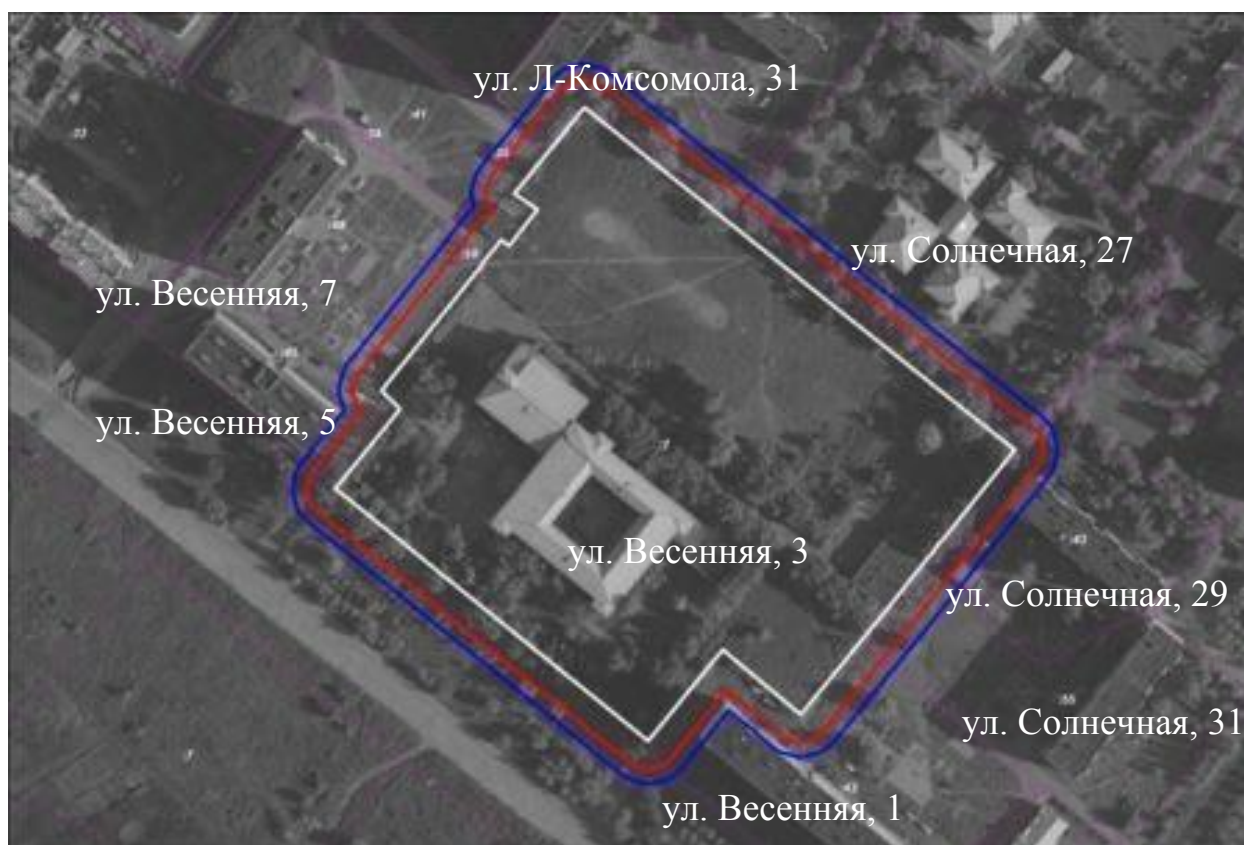 ул. Л-Комсомола, 31
ул. Солнечная, 27
ул. Весенняя, 7
ул. Весенняя, 5
ул. Весенняя, 3
ул. Солнечная, 29
ул. Солнечная, 31
ул. Весенняя, 1